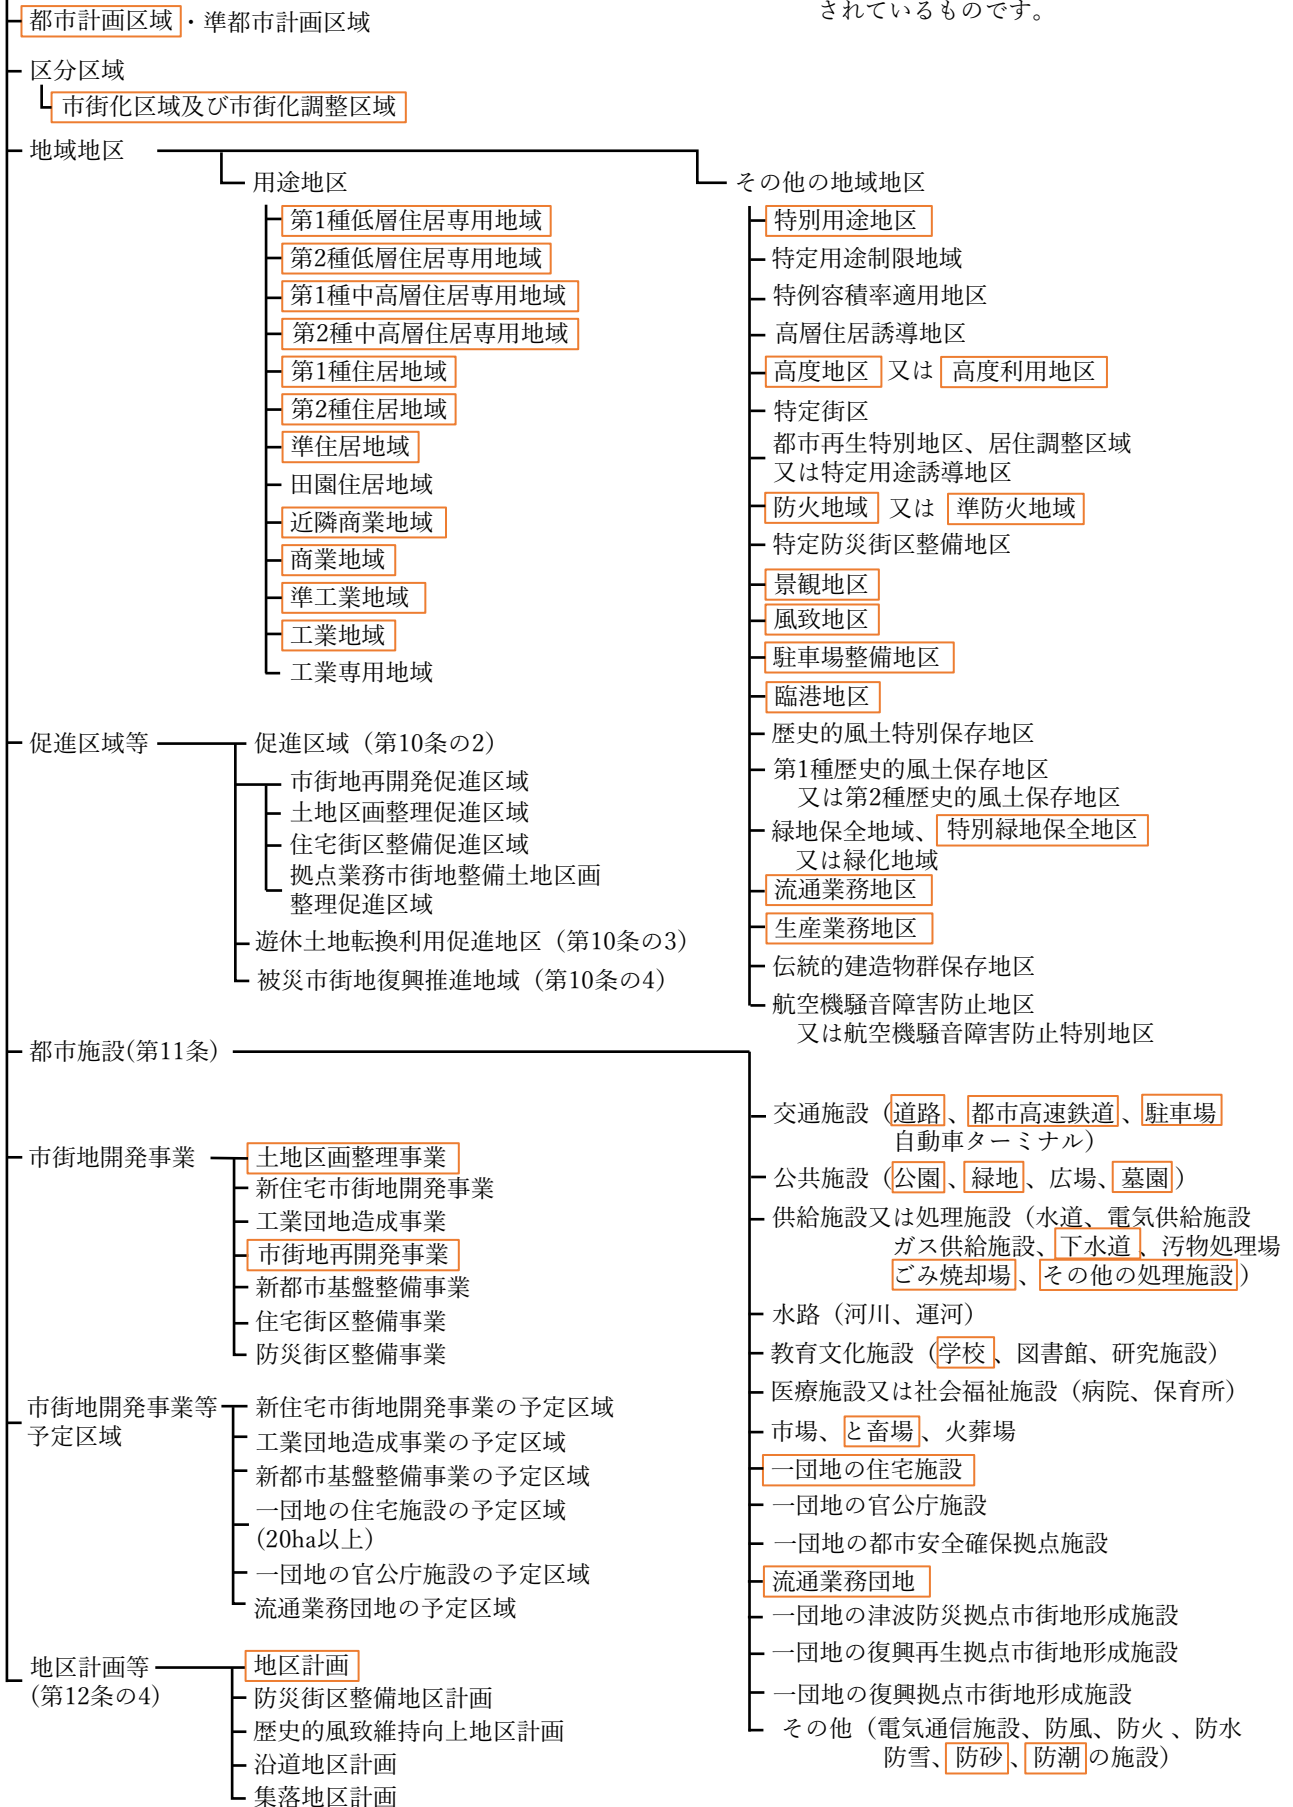 されているものです。
都市計画区域・準都市計画区域
区分区域
市街化区域及び市街化調整区域
地域地区
用途地区
第1種低層住居専用地域
第2種低層住居専用地域
第1種中高層住居専用地域
第2種中高層住居専用地域
第1種住居地域
第2種住居地域
準住居地域
田園住居地域
近隣商業地域
商業地域
準工業地域
工業地域
工業専用地域
その他の地域地区
特別用途地区
特定用途制限地域
特例容積率適用地区
高層住居誘導地区
高度地区 又は 高度利用地区
特定街区
都市再生特別地区、居住調整区域
又は特定用途誘導地区
防火地域 又は 準防火地域
特定防災街区整備地区
景観地区
風致地区
駐車場整備地区
臨港地区
歴史的風土特別保存地区
第1種歴史的風土保存地区
又は第2種歴史的風土保存地区
緑地保全地域、特別緑地保全地区
又は緑化地域
流通業務地区
生産業務地区
伝統的建造物群保存地区
航空機騒音障害防止地区
又は航空機騒音障害防止特別地区
促進区域等
促進区域（第10条の2）
市街地再開発促進区域
土地区画整理促進区域
住宅街区整備促進区域
拠点業務市街地整備土地区画
整理促進区域
遊休土地転換利用促進地区（第10条の3）
被災市街地復興推進地域（第10条の4）
都市施設(第11条)
交通施設（道路、都市高速鉄道、駐車場
自動車ターミナル）
公共施設（公園、緑地、広場、墓園）
供給施設又は処理施設（水道、電気供給施設
ガス供給施設、下水道、汚物処理場
ごみ焼却場、その他の処理施設）
水路（河川、運河）
教育文化施設（学校、図書館、研究施設）
医療施設又は社会福祉施設（病院、保育所）
市場、と畜場、火葬場
一団地の住宅施設
一団地の官公庁施設
一団地の都市安全確保拠点施設
流通業務団地
一団地の津波防災拠点市街地形成施設
一団地の復興再生拠点市街地形成施設
一団地の復興拠点市街地形成施設
その他（電気通信施設、防風、防火 、防水
防雪、防砂、防潮の施設）
市街地開発事業
土地区画整理事業
新住宅市街地開発事業
工業団地造成事業
市街地再開発事業
新都市基盤整備事業
住宅街区整備事業
防災街区整備事業
市街地開発事業等
予定区域
新住宅市街地開発事業の予定区域
工業団地造成事業の予定区域
新都市基盤整備事業の予定区域
一団地の住宅施設の予定区域
(20ha以上)
一団地の官公庁施設の予定区域
流通業務団地の予定区域
地区計画等
(第12条の4)
地区計画
防災街区整備地区計画
歴史的風致維持向上地区計画
沿道地区計画
集落地区計画